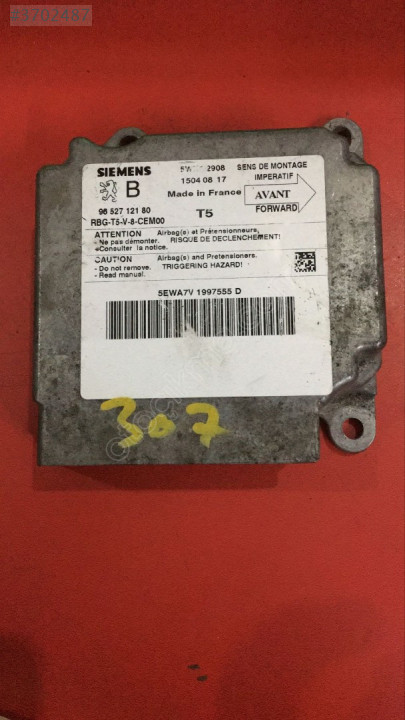 SIEMENS
2908
SENS DE MONTAGE
IMPERATIF
B
1504 08 17
Made in France
AVANT
FORWARD
96 527 121 80
T5
RBG-T5-V-8-CEM00
ATTENTION
Airbag(s) et Prétensionneurs,
- Ne pas démonter.
RISQUE DE DECLENCHEMENT!
-Consulter la notice.
CAUTION
Airbag(s) and Pretensioners.
- Do not remove.
TRIGGERING HAZARD!
- Read manual.
5EWA7V 1997555 D
307